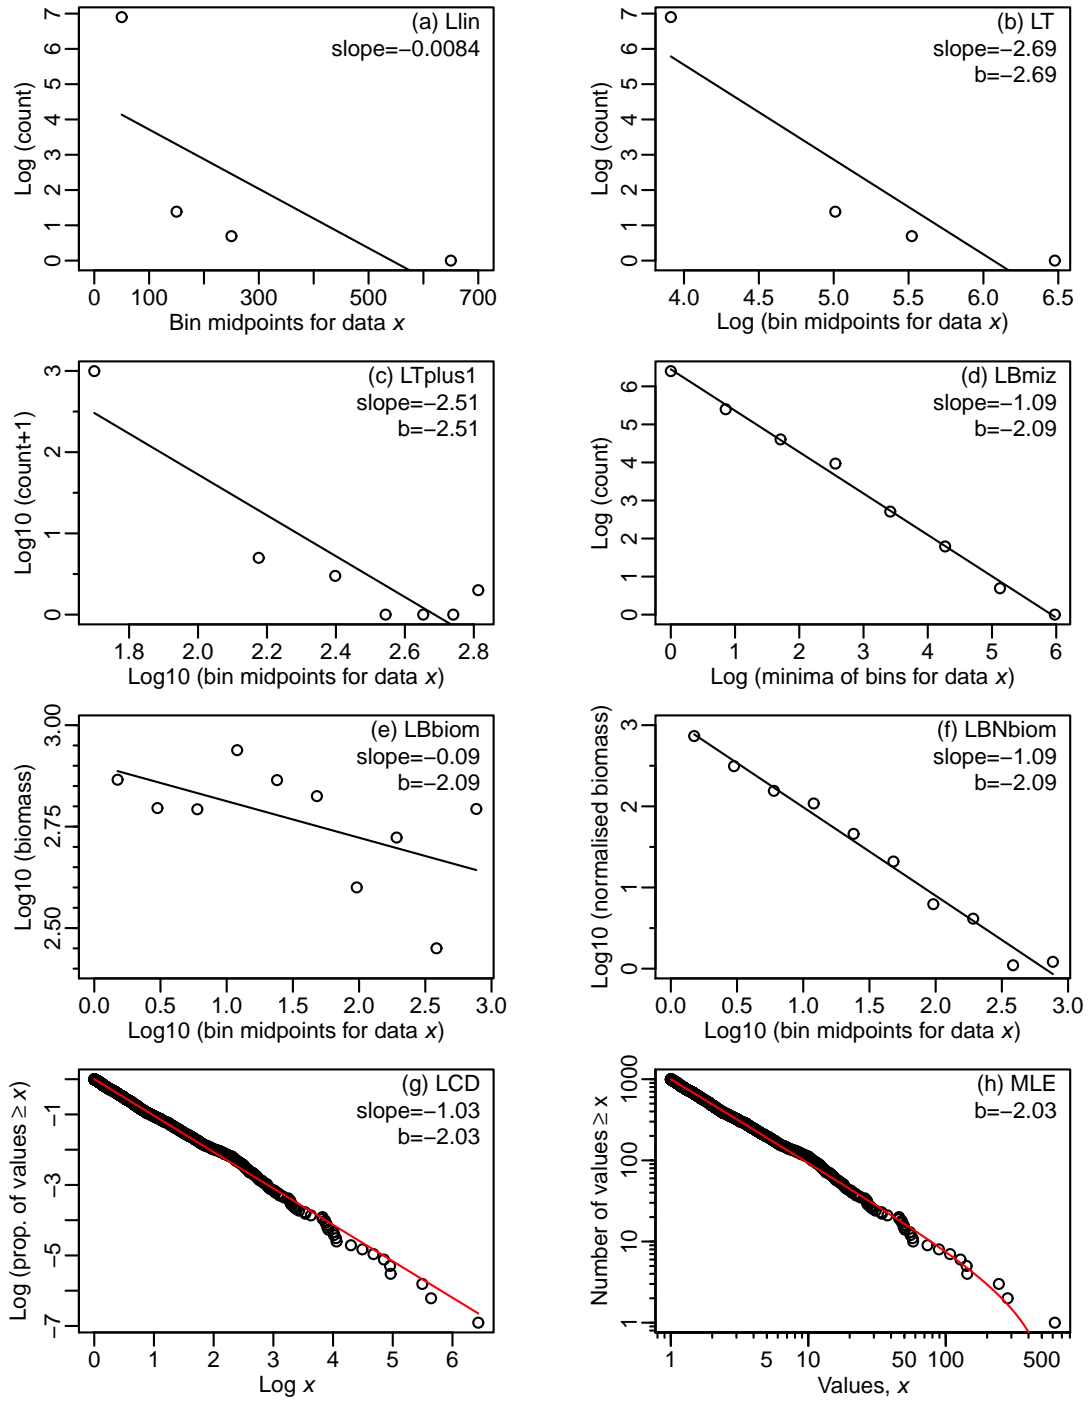 (a) Llin
slope=−0.0084
Log (count)
0 1 2 3 4 5 6 7
0 100 300 500 700
Bin midpoints for data x
(b) LT
slope=−2.69
b=−2.69
Log (count)
0 1 2 3 4 5 6 7
4.0 4.5 5.0 5.5 6.0 6.5
Log (bin midpoints for data x)
(c) LTplus1
slope=−2.51
b=−2.51
Log10 (count+1)
0 1 2 3
1.8 2.0 2.2 2.4 2.6 2.8
Log10 (bin midpoints for data x)
(d) LBmiz
slope=−1.09
b=−2.09
Log (count)
0 1 2 3 4 5 6
0 1 2 3 4 5 6
Log (minima of bins for data x)
(e) LBbiom
slope=−0.09
b=−2.09
Log10 (biomass)
2.50 2.75 3.00
0.0 0.5 1.0 1.5 2.0 2.5 3.0
Log10 (bin midpoints for data x)
(f) LBNbiom
slope=−1.09
b=−2.09
Log10 (normalised biomass)
0 1 2 3
0.0 0.5 1.0 1.5 2.0 2.5 3.0
Log10 (bin midpoints for data x)
(g) LCD
slope=−1.03
b=−2.03
Log (prop. of values ≥ x)
−7 −5 −3 −1
0 1 2 3 4 5 6
Log x
(h) MLE
b=−2.03
Number of values ≥ x
1 10 100 1000
1 5 10 50 100 500
Values, x